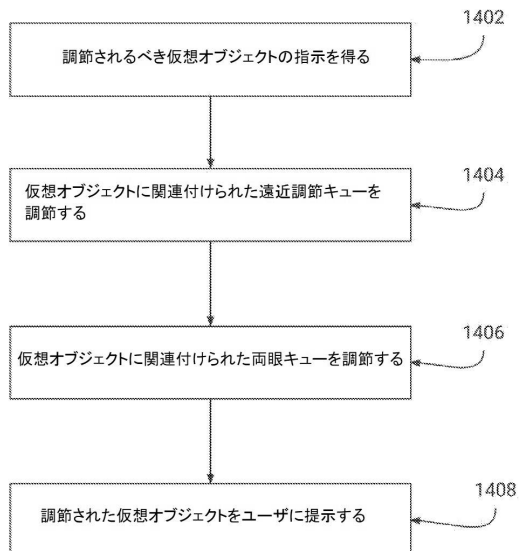 1402
調節されるべき仮想オブジェクトの指示を得る
1404
仮想オブジェクトに関連付けられた遠近調節キューを
調節する
1406
仮想オブジェクトに関連付けられた両眼キューを調節する
1408
調節された仮想オブジェクトをユーザに提示する